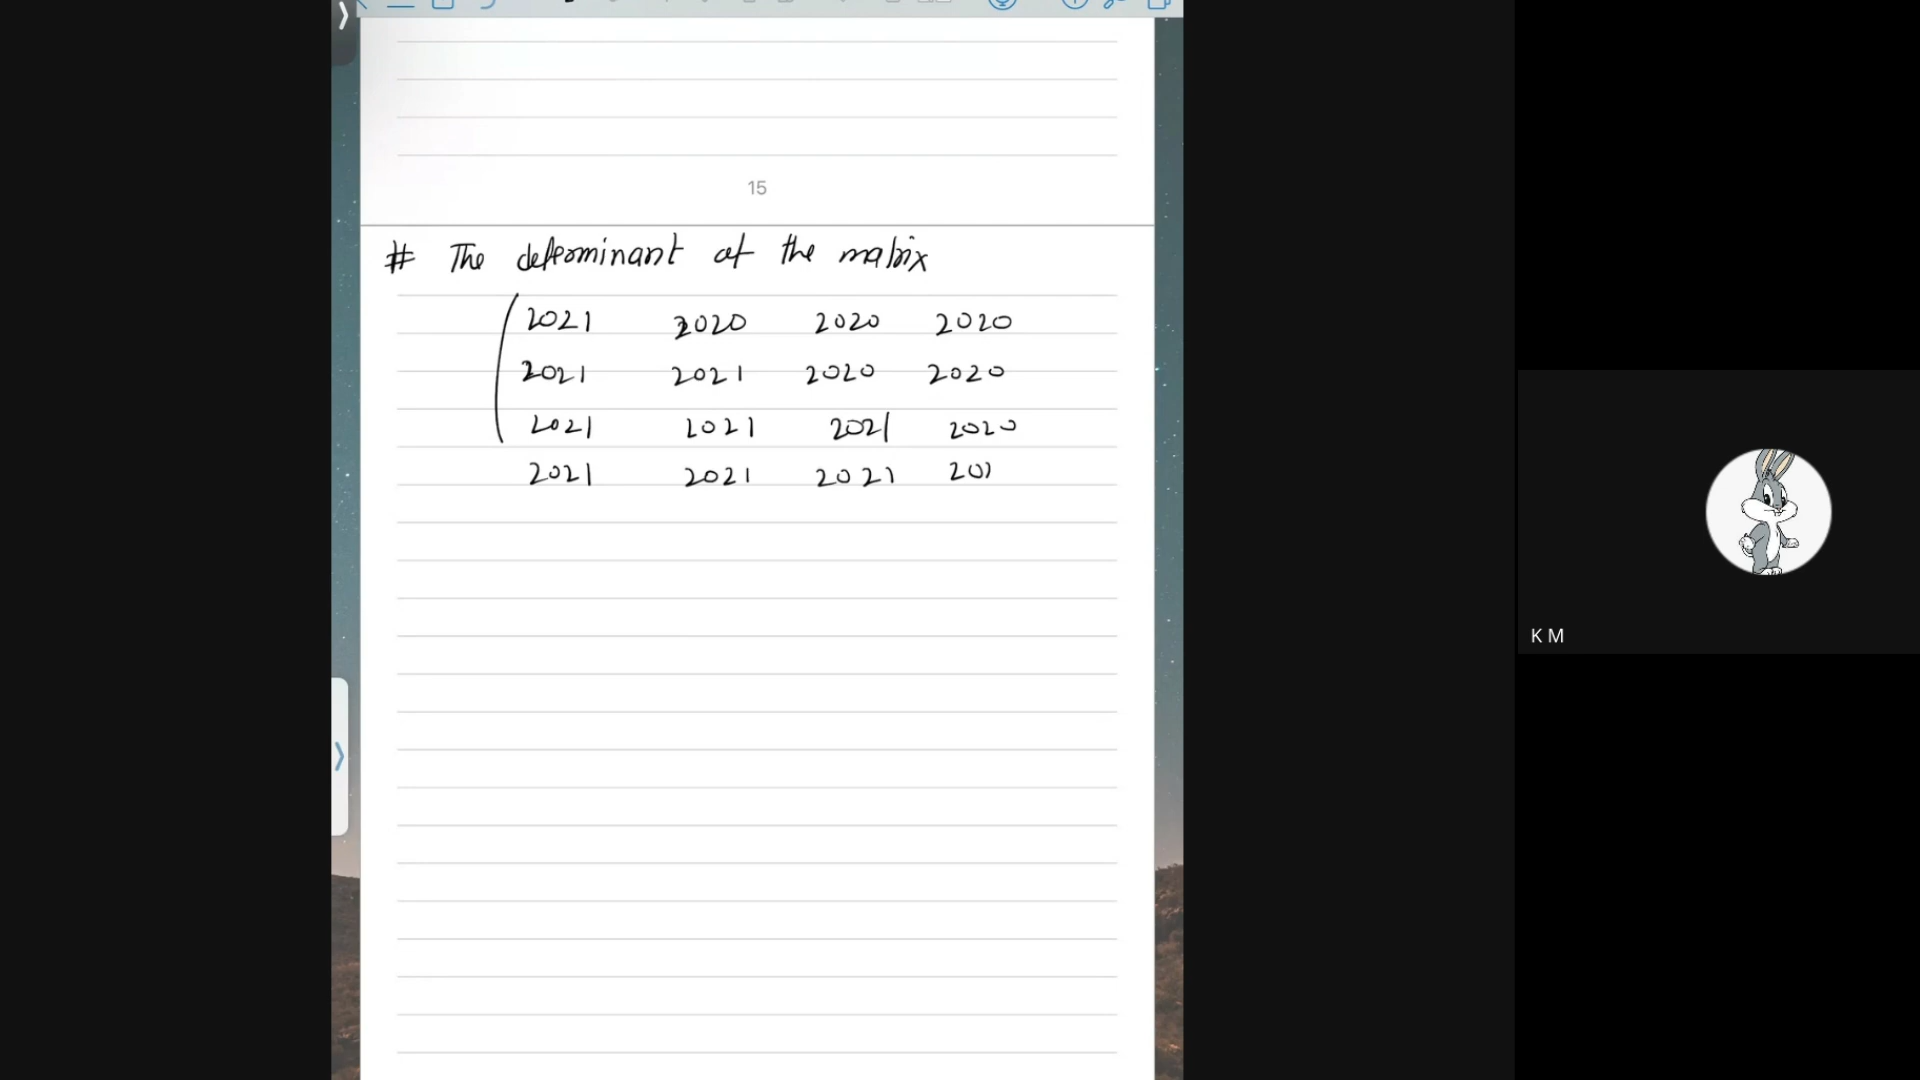 15
# The determinant of the matrix
2021 2020 2020 2020
2021 2021 2020 2020
2021 2021 2021 2020
2021 2021 2021 202
K M